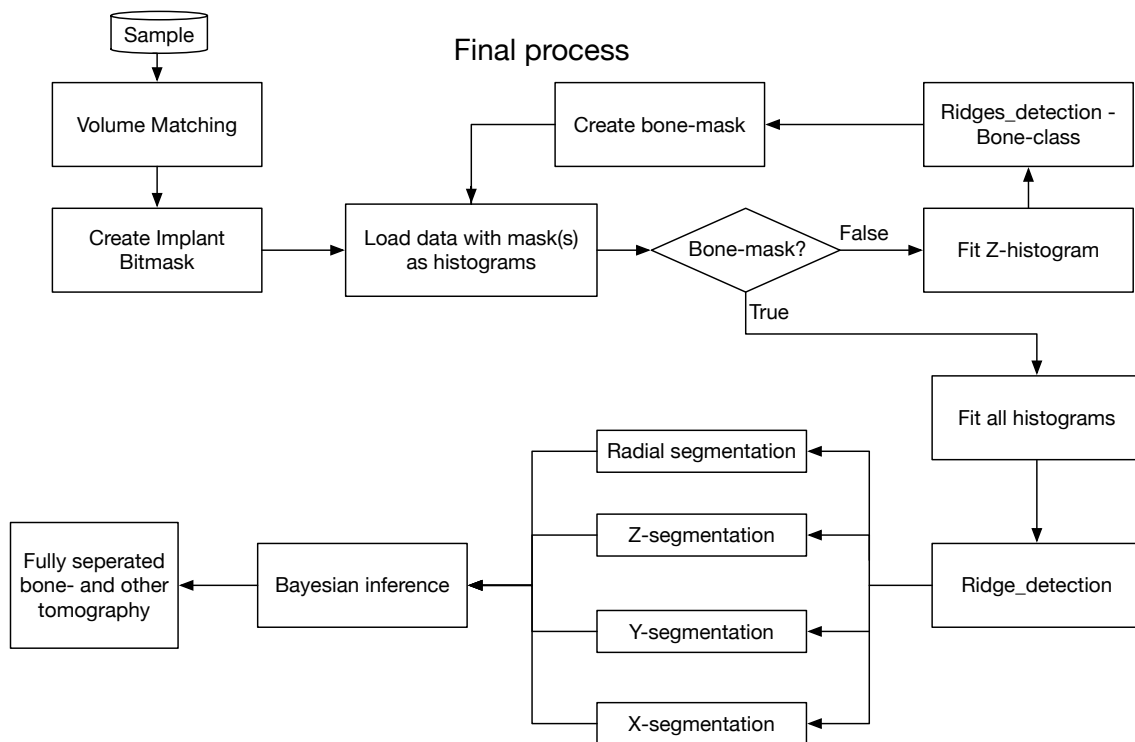 Sample
Final process
Volume Matching
Create bone-mask
Ridges_detection -
Bone-class
Create Implant
Bitmask
Load data with mask(s)
as histograms
Bone-mask?
False
Fit Z-histogram
True
Fit all histograms
Radial segmentation
Z-segmentation
Fully seperated
bone- and other
tomography
Bayesian inference
Ridge_detection
Y-segmentation
X-segmentation